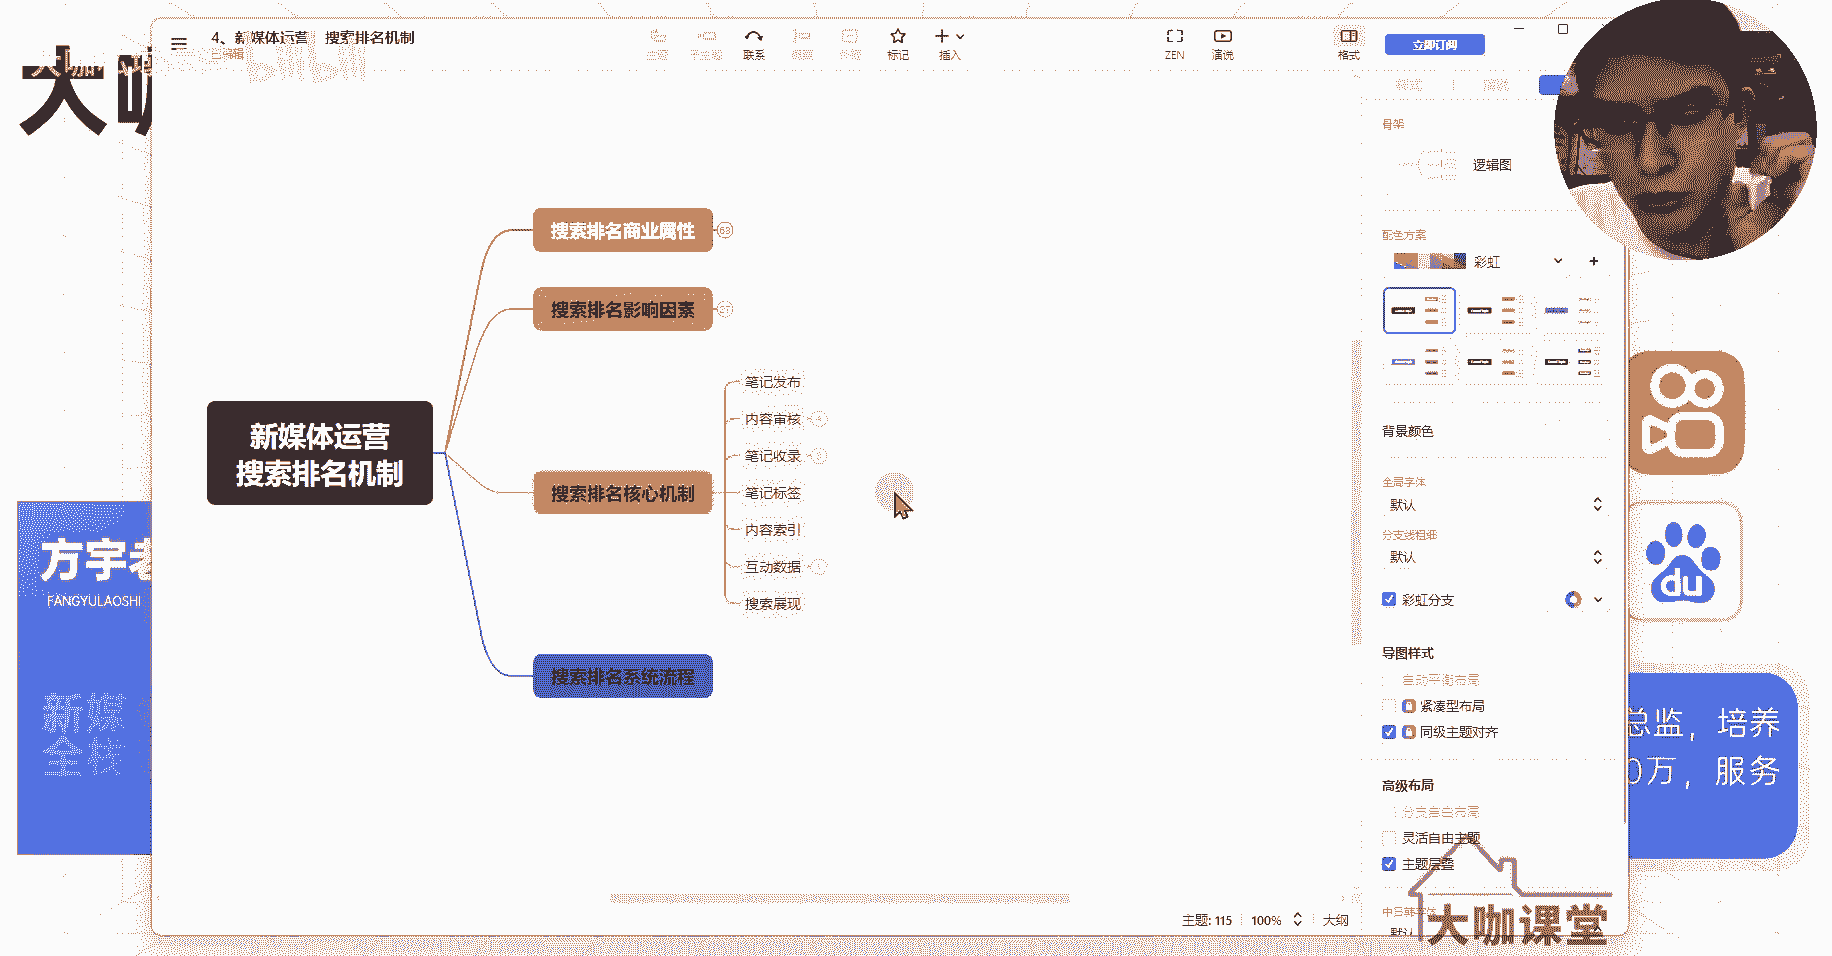 4、新媒体运营 搜索排名机制
已编辑
联系
标记
插入
ZEN
演说
格式
立即订阅
大咖
骨架
逻辑图
配色方案
彩虹
背景颜色
全局字体
默认
分支线粗细
默认
彩虹分支
导图样式
自动平衡布局
紧凑型布局
同级主题对齐
高级布局
分支自由布局
灵活自由主题
主题层叠
中日韩字体
默认
新媒体运营
搜索排名机制
搜索排名商业属性
63
搜索排名影响因素
27
搜索排名核心机制
笔记发布
内容审核
笔记收录
笔记标签
内容索引
互动数据
搜索展现
搜索排名系统流程
主题: 115
100%
大纲
方宇老
FANGYULAOSHI
新媒
全栈
du
总监，培养
0万，服务
大咖课堂